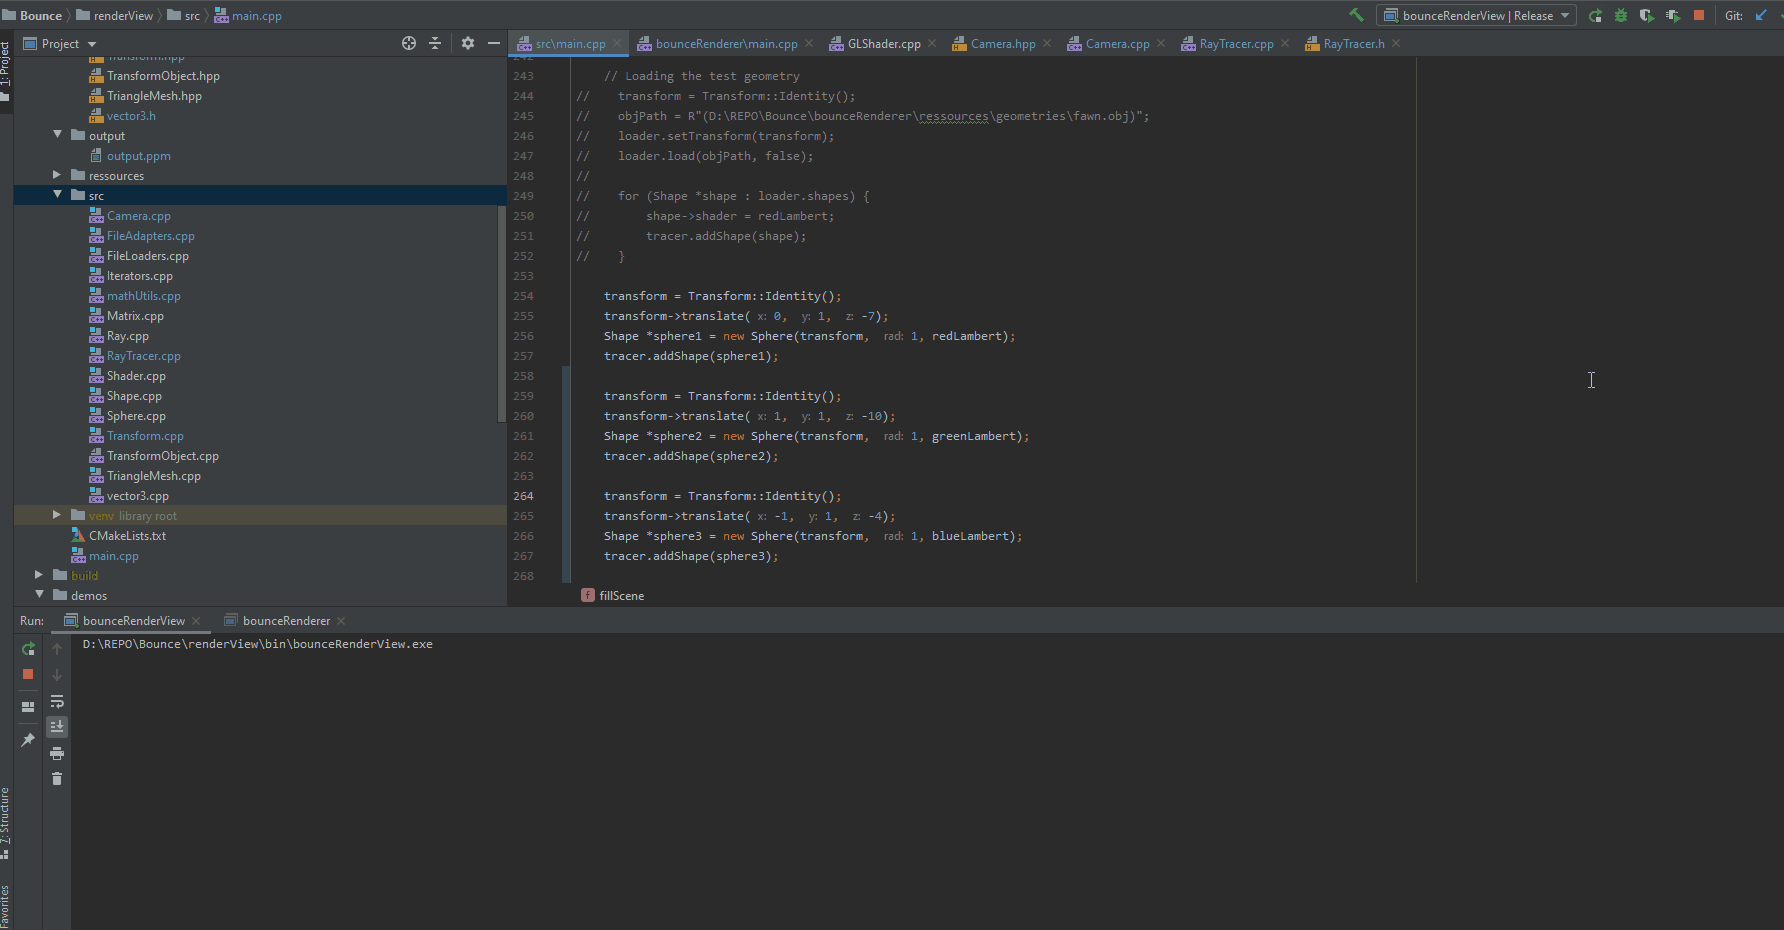 Bounce renderView src main.cpp
bounceRenderView | Release Git:
1: Project
Project
src\main.cpp bounceRenderer\main.cpp GLShader.cpp Camera.hpp Camera.cpp RayTracer.cpp RayTracer.h
Transform.hpp
TransformObject.hpp
TriangleMesh.hpp
vector3.h
output
output.ppm
ressources
src
Camera.cpp
FileAdapters.cpp
FileLoaders.cpp
Iterators.cpp
mathUtils.cpp
Matrix.cpp
Ray.cpp
RayTracer.cpp
Shader.cpp
Shape.cpp
Sphere.cpp
Transform.cpp
TransformObject.cpp
TriangleMesh.cpp
vector3.cpp
venv library root
CMakeLists.txt
main.cpp
build
demos
242
243 // Loading the test geometry
244 // transform = Transform::Identity();
245 // objPath = R"(D:\REPO\Bounce\bounceRenderer\ressources\geometries\fawn.obj)";
246 // loader.setTransform(transform);
247 // loader.load(objPath, false);
248 //
249 // for (Shape *shape : loader.shapes) {
250 // shape->shader = redLambert;
251 // tracer.addShape(shape);
252 // }
253
254 transform = Transform::Identity();
255 transform->translate( x: 0, y: 1, z: -7);
256 Shape *sphere1 = new Sphere(transform, rad: 1, redLambert);
257 tracer.addShape(sphere1);
258
259 transform = Transform::Identity();
260 transform->translate( x: 1, y: 1, z: -10);
261 Shape *sphere2 = new Sphere(transform, rad: 1, greenLambert);
262 tracer.addShape(sphere2);
263
264 transform = Transform::Identity();
265 transform->translate( x: -1, y: 1, z: -4);
266 Shape *sphere3 = new Sphere(transform, rad: 1, blueLambert);
267 tracer.addShape(sphere3);
268
f fillScene
Run: bounceRenderView bounceRenderer
D:\REPO\Bounce\renderView\bin\bounceRenderView.exe
7: Structure
Favorites